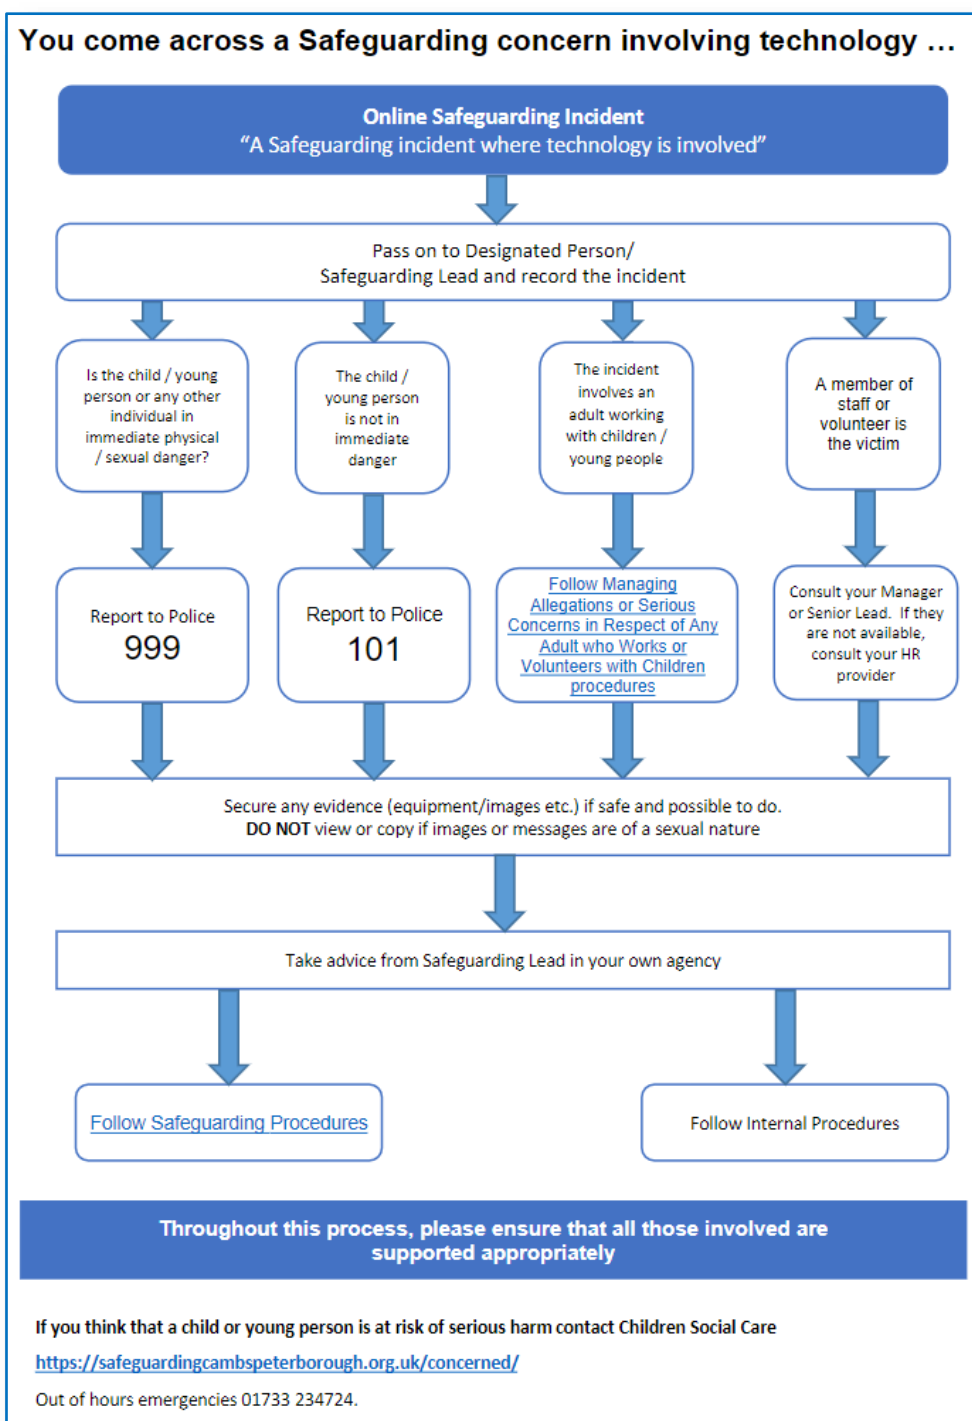 You come across a Safeguarding concern involving technology …
Online Safeguarding Incident
“A Safeguarding incident where technology is involved”
Pass on to Designated Person/
Safeguarding Lead and record the incident
Is the child / young
person or any other
individual in
immediate physical
/ sexual danger?
The child /
young person
is not in
immediate
danger
The incident
involves an
adult working
with children /
young people
A member of
staff or
volunteer is
the victim
Report to Police
999
Report to Police
101
Follow Managing
Allegations or Serious
Concerns in Respect of Any
Adult who Works or
Volunteers with Children
procedures
Consult your Manager
or Senior Lead.  If they
are not available,
consult your HR
provider
Secure any evidence (equipment/images etc.) if safe and possible to do.
DO NOT view or copy if images or messages are of a sexual nature
Take advice from Safeguarding Lead in your own agency
Follow Safeguarding Procedures
Follow Internal Procedures
Throughout this process, please ensure that all those involved are
supported appropriately
If you think that a child or young person is at risk of serious harm contact Children Social Care
https://safeguardingcambspeterborough.org.uk/concerned/
Out of hours emergencies 01733 234724.